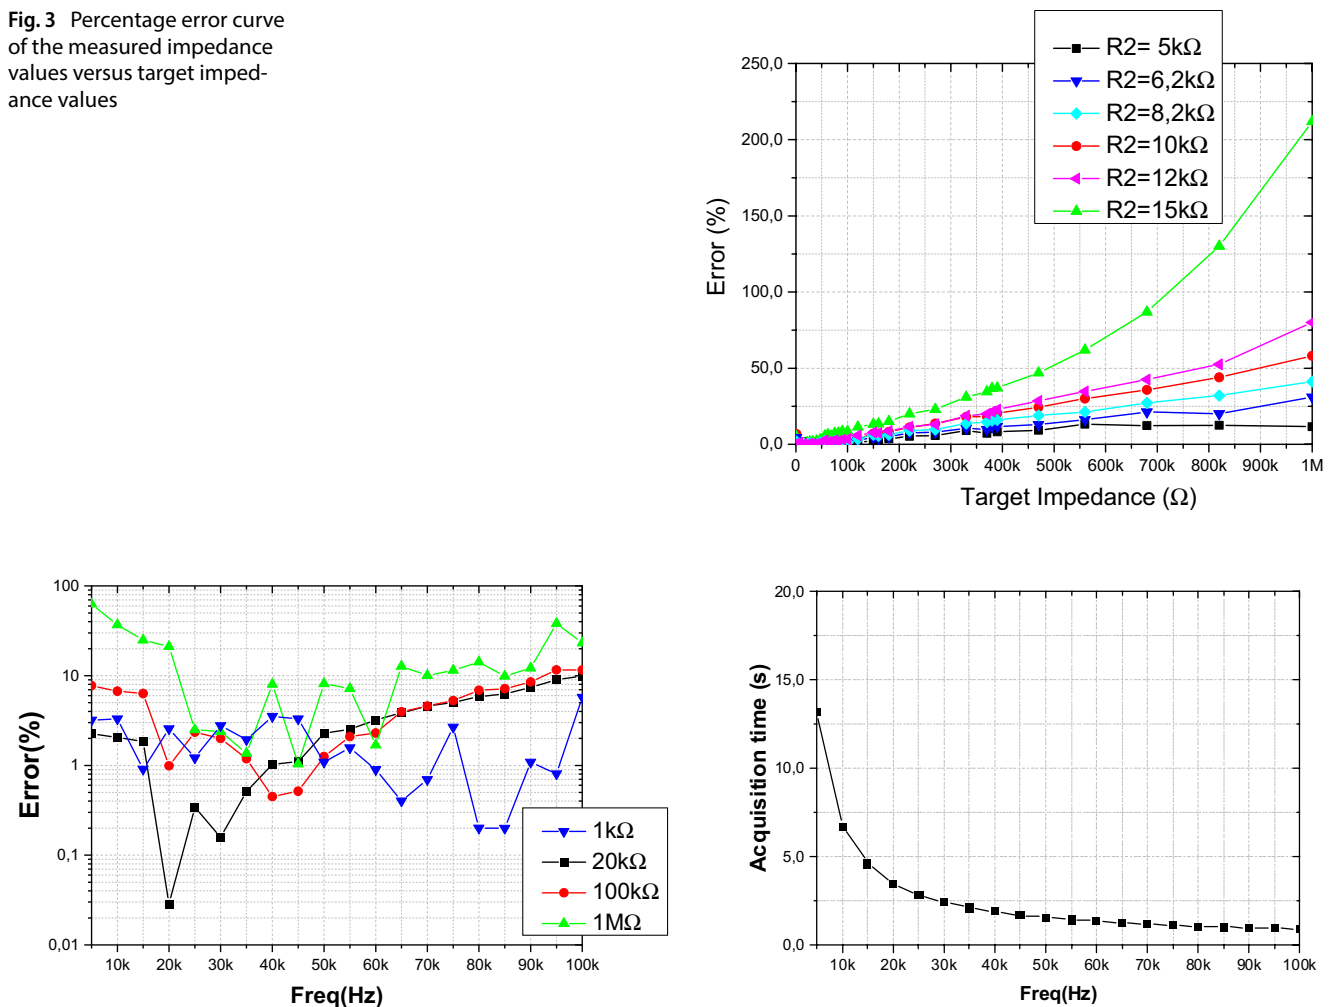 Fig. 3 Percentage error curve
of the measured impedance
values versus target imped-
ance values
R2= 5kΩ
R2=6,2kΩ
R2=8,2kΩ
R2=10kΩ
R2=12kΩ
R2=15kΩ
250,0
200,0
150,0
100,0
50,0
0,0
Error (%)
0 100k 200k 300k 400k 500k 600k 700k 800k 900k 1M
Target Impedance (Ω)
100
10
1
0,1
0,01
Error(%)
1kΩ
20kΩ
100kΩ
1MΩ
10k 20k 30k 40k 50k 60k 70k 80k 90k 100k
Freq(Hz)
20,0
15,0
10,0
5,0
0,0
Acquisition time (s)
10k 20k 30k 40k 50k 60k 70k 80k 90k 100k
Freq(Hz)